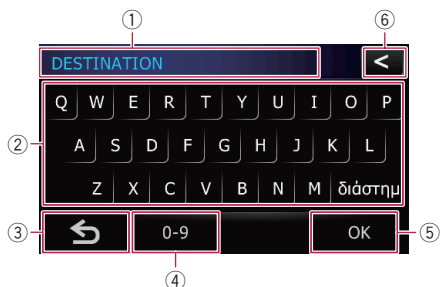 ① ⑥
DESTINATION <
② Q W E R T Y U I O P
A S D F G H J K L
Z X C V B N M διάστημ
③ 0-9 OK ⑤
④